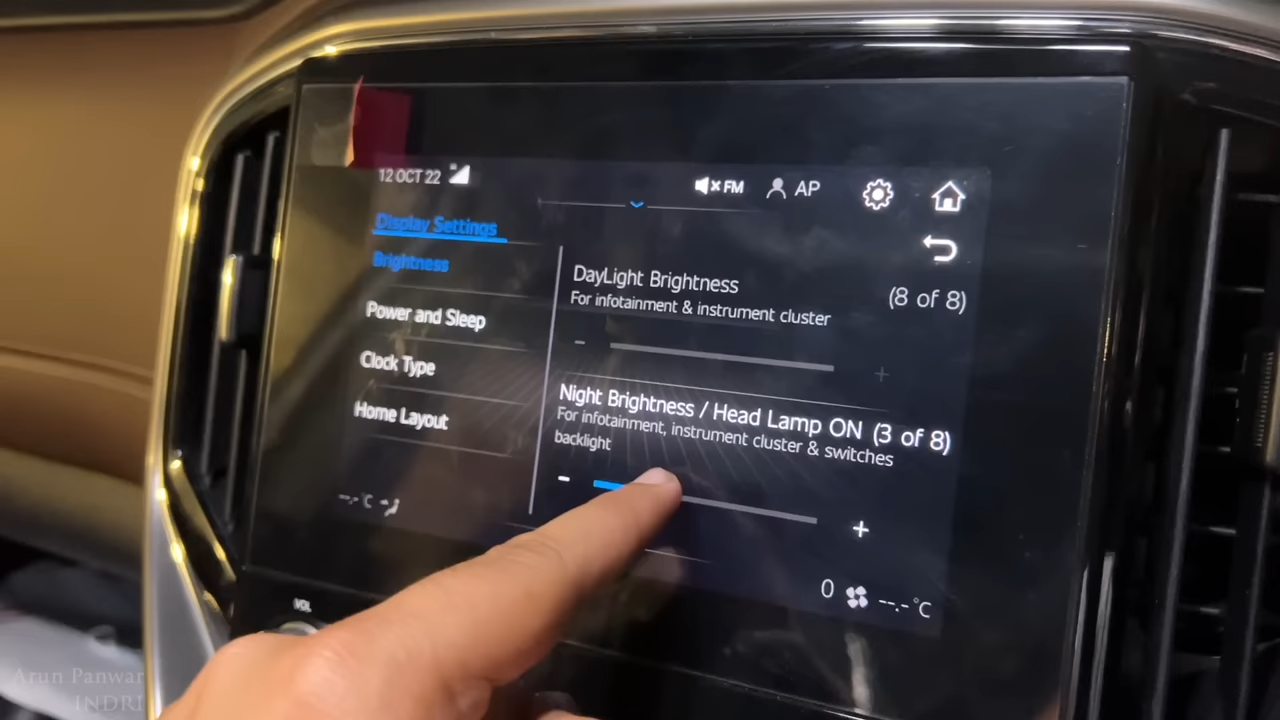 12 OCT 22
FM
AP
Display Settings
Brightness
Power and Sleep
Clock Type
Home Layout
DayLight Brightness
(8 of 8)
For infotainment & instrument cluster
- +
Night Brightness / Head Lamp ON (3 of 8)
For infotainment, instrument cluster & switches
backlight
- +
--.-°C
0 --.-°C
VOL
Arun Panwar
INDRI